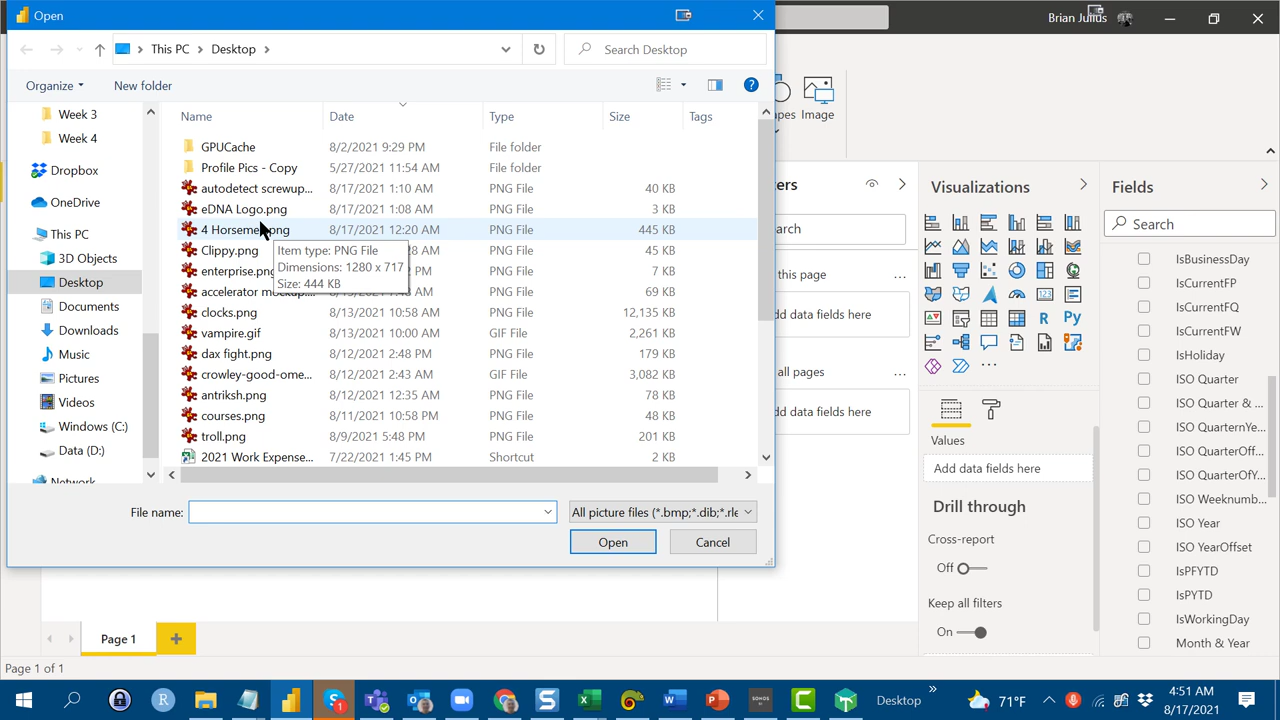 Open
Brian Julius
This PC
Desktop
Search Desktop
Organize
New folder
Image
Week 3
Week 4
Dropbox
OneDrive
This PC
3D Objects
Desktop
Documents
Downloads
Music
Pictures
Videos
Windows (C:)
Data (D:)
Network
Name Date Type Size Tags
GPUCache 8/2/2021 9:29 PM File folder
Profile Pics - Copy 5/27/2021 11:54 AM File folder
autodetect screwup... 8/17/2021 1:10 AM PNG File 40 KB
eDNA Logo.png 8/17/2021 1:08 AM PNG File 3 KB
4 Horsemen.png 8/17/2021 12:20 AM PNG File 445 KB
Clippy.png AM PNG File 45 KB
enterprise.png PM PNG File 7 KB
accelerator PNG File 69 KB
clocks.png 8/13/2021 10:58 AM PNG File 12,135 KB
vampire.gif 8/13/2021 10:00 AM GIF File 2,261 KB
dax fight.png 8/12/2021 2:48 PM PNG File 179 KB
crowley-good-ome... 8/12/2021 2:43 AM GIF File 3,082 KB
antriksh.png 8/12/2021 12:35 AM PNG File 78 KB
courses.png 8/11/2021 10:58 PM PNG File 48 KB
troll.png 8/9/2021 5:48 PM PNG File 201 KB
2021 Work Expense... 7/22/2021 1:45 PM Shortcut 2 KB
Item type: PNG File
Dimensions: 1280 x 717
Size: 444 KB
File name:
All picture files (*.bmp;*.dib;*.rle
Open
Cancel
this page
data fields here
all pages
data fields here
Visualizations
R Py
123
Values
Add data fields here
Drill through
Cross-report
Off
Keep all filters
On
Fields
Search
IsBusinessDay
IsCurrentFP
IsCurrentFQ
IsCurrentFW
IsHoliday
ISO Quarter
ISO Quarter & ...
ISO QuarternYe...
ISO QuarterOff...
ISO QuarterOfY...
ISO Weeknumb...
ISO Year
ISO YearOffset
IsPFYTD
IsPYTD
IsWorkingDay
Month & Year
Page 1
Page 1 of 1
SONOS
Desktop
71°F
4:51 AM
8/17/2021